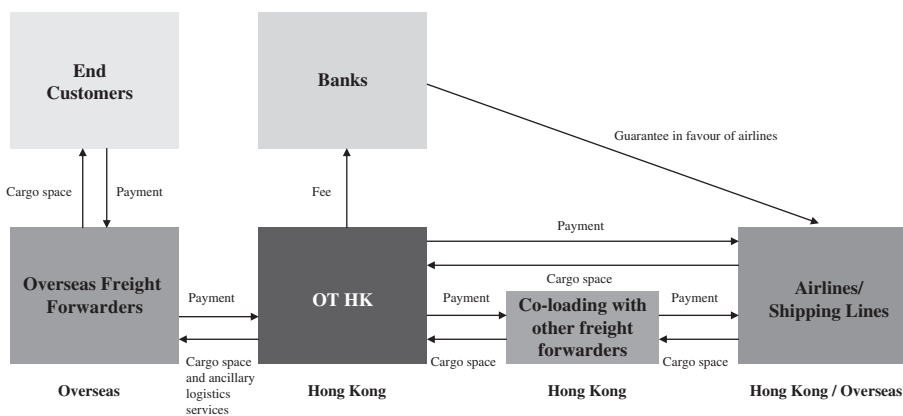 End
Customers
Banks
Guarantee in favour of airlines
Cargo space
Payment
Fee
Payment
Overseas Freight
Forwarders
OT HK
Cargo space
Airlines/
Shipping Lines
Payment
Payment
Co-loading with
other freight
forwarders
Payment
Cargo space
and ancillary
logistics
services
Cargo space
Cargo space
Overseas
Hong Kong
Hong Kong
Hong Kong / Overseas